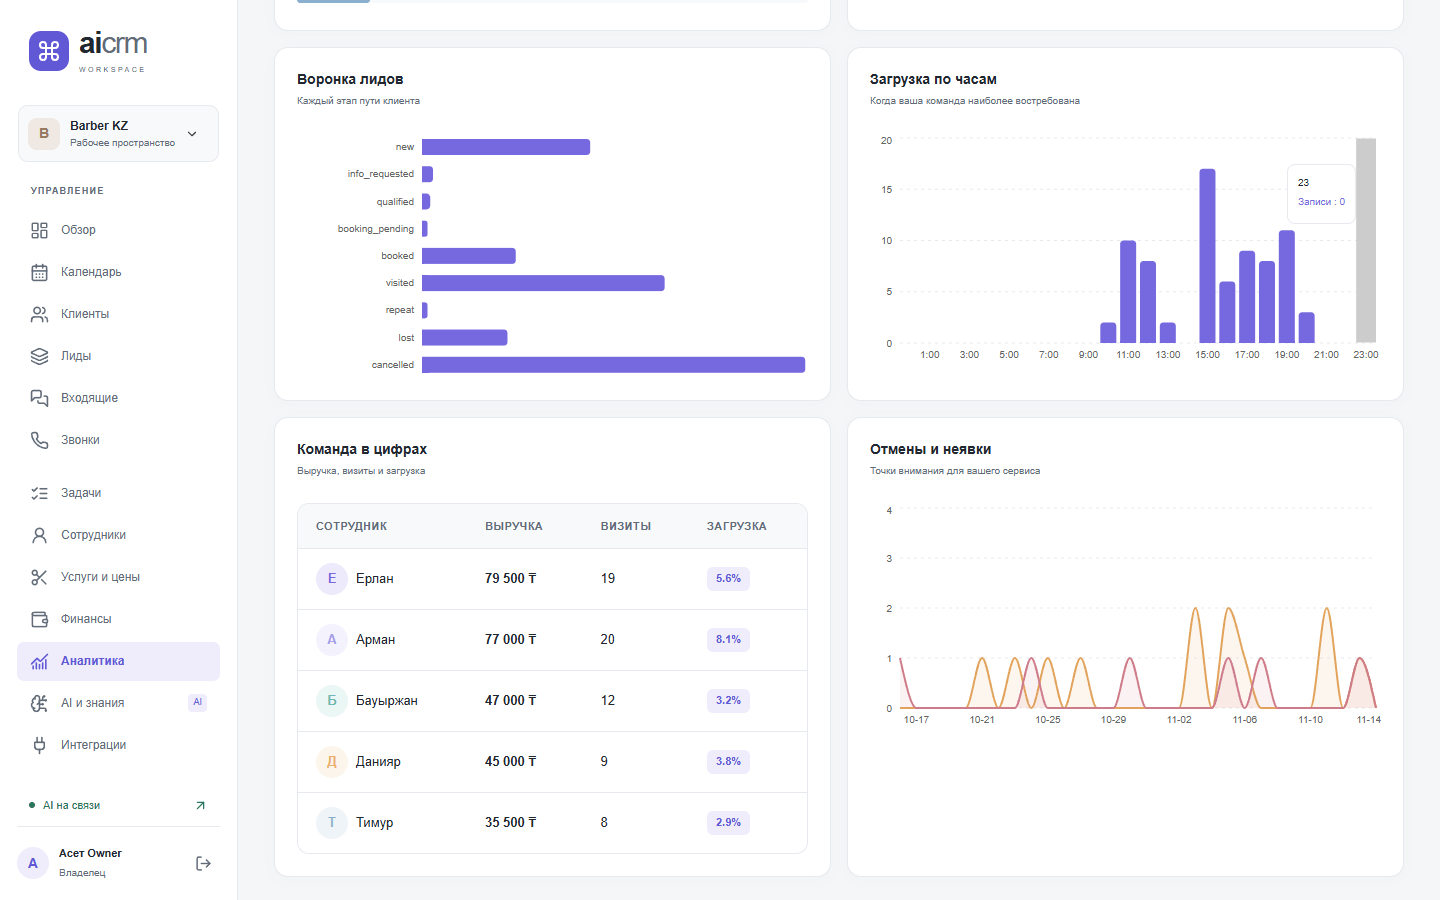 aicrm
WORKSPACE
B
Barber KZ
Рабочее пространство
УПРАВЛЕНИЕ
Обзор
Календарь
Клиенты
Лиды
Входящие
Звонки
Задачи
Сотрудники
Услуги и цены
Финансы
Аналитика
AI и знания
AI
Интеграции
AI на связи
A
Асет Owner
Владелец
Воронка лидов
Каждый этап пути клиента
new
info_requested
qualified
booking_pending
booked
visited
repeat
lost
cancelled
Загрузка по часам
Когда ваша команда наиболее востребована
20
15
10
5
0
23
Записи : 0
1:00 3:00 5:00 7:00 9:00 11:00 13:00 15:00 17:00 19:00 21:00 23:00
Команда в цифрах
Выручка, визиты и загрузка
СОТРУДНИК ВЫРУЧКА ВИЗИТЫ ЗАГРУЗКА
Е Ерлан 79 500 ₸ 19 5.6%
А Арман 77 000 ₸ 20 8.1%
Б Бауыржан 47 000 ₸ 12 3.2%
Д Данияр 45 000 ₸ 9 3.8%
Т Тимур 35 500 ₸ 8 2.9%
Отмены и неявки
Точки внимания для вашего сервиса
4
3
2
1
0
10-17 10-21 10-25 10-29 11-02 11-06 11-10 11-14